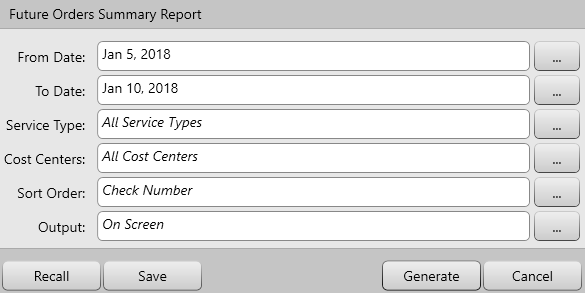 Future Orders Summary Report
From Date: Jan 5, 2018 ...
To Date: Jan 10, 2018 ...
Service Type: All Service Types ...
Cost Centers: All Cost Centers ...
Sort Order: Check Number ...
Output: On Screen ...
Recall Save Generate Cancel